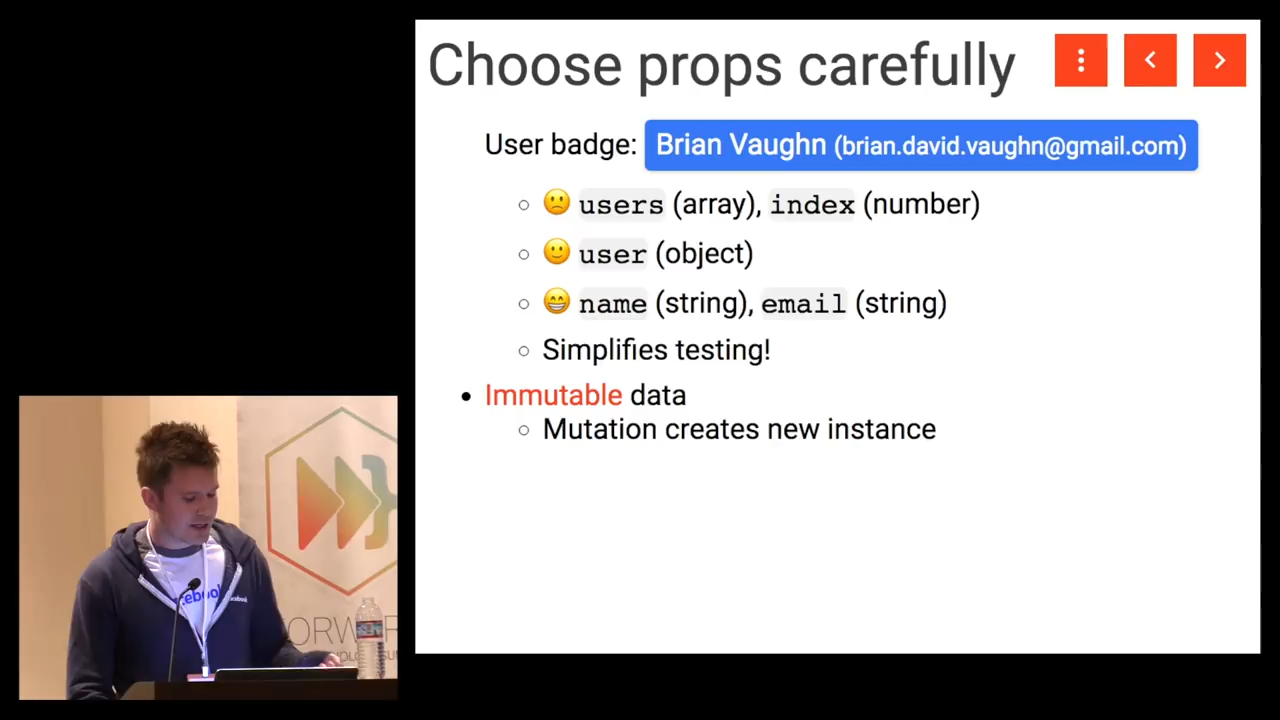 Choose props carefully
User badge: Brian Vaughn (brian.david.vaughn@gmail.com)
users (array), index (number)
user (object)
name (string), email (string)
Simplifies testing!
Immutable data
Mutation creates new instance
facebook